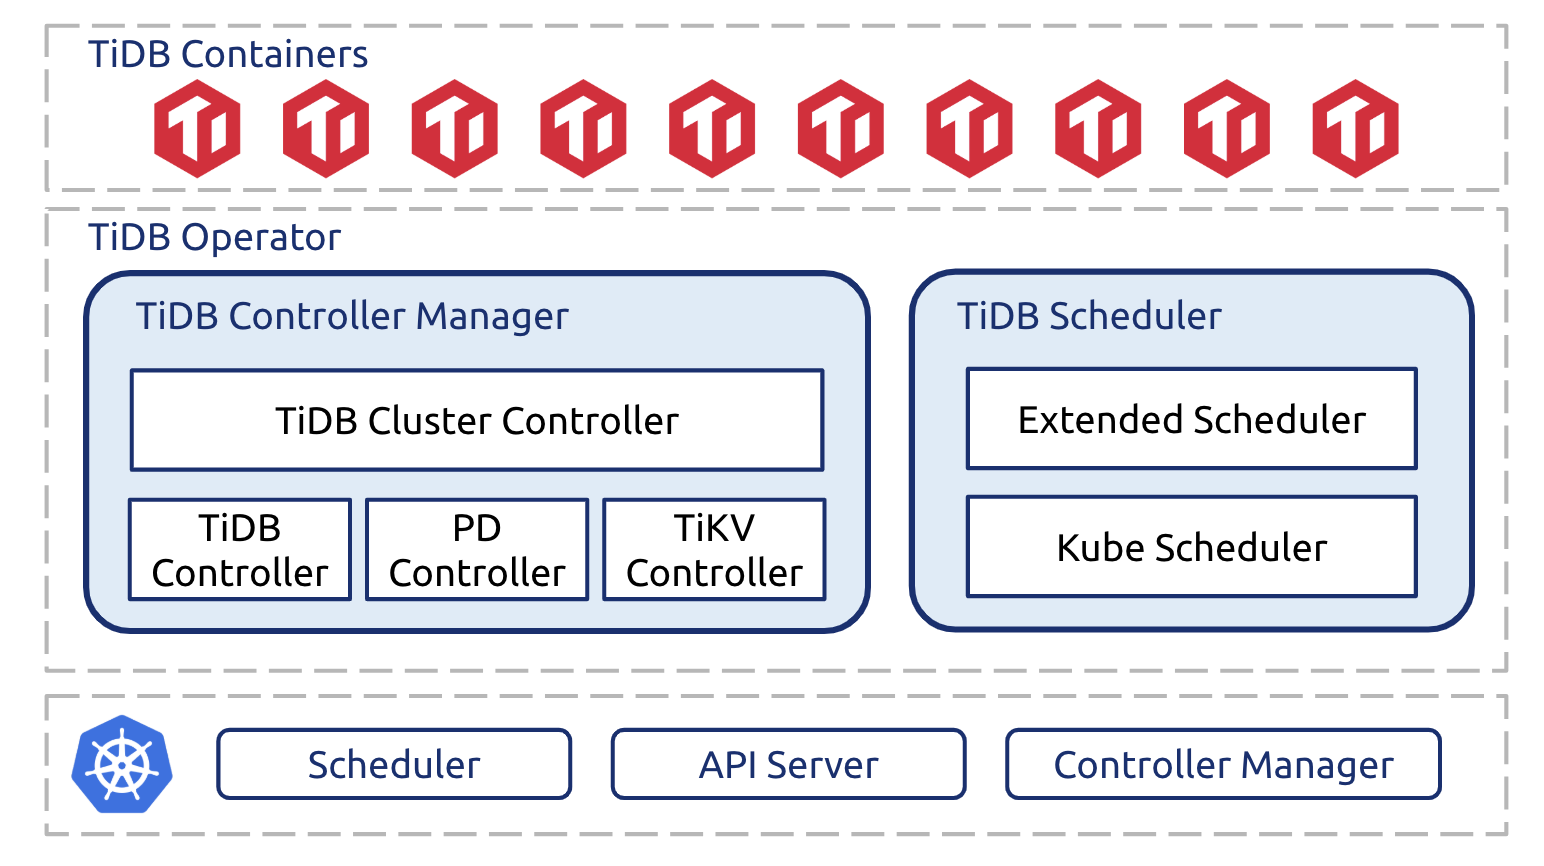 TiDB Containers
TiDB Operator
TiDB Controller Manager
TiDB Cluster Controller
TiDB
Controller
PD
Controller
TiKV
Controller
TiDB Scheduler
Extended Scheduler
Kube Scheduler
Scheduler
API Server
Controller Manager